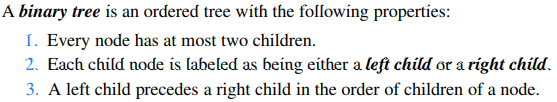 A binary tree is an ordered tree with the following properties:
1. Every node has at most two children.
2. Each child node is labeled as being either a left child or a right child.
3. A left child precedes a right child in the order of children of a node.